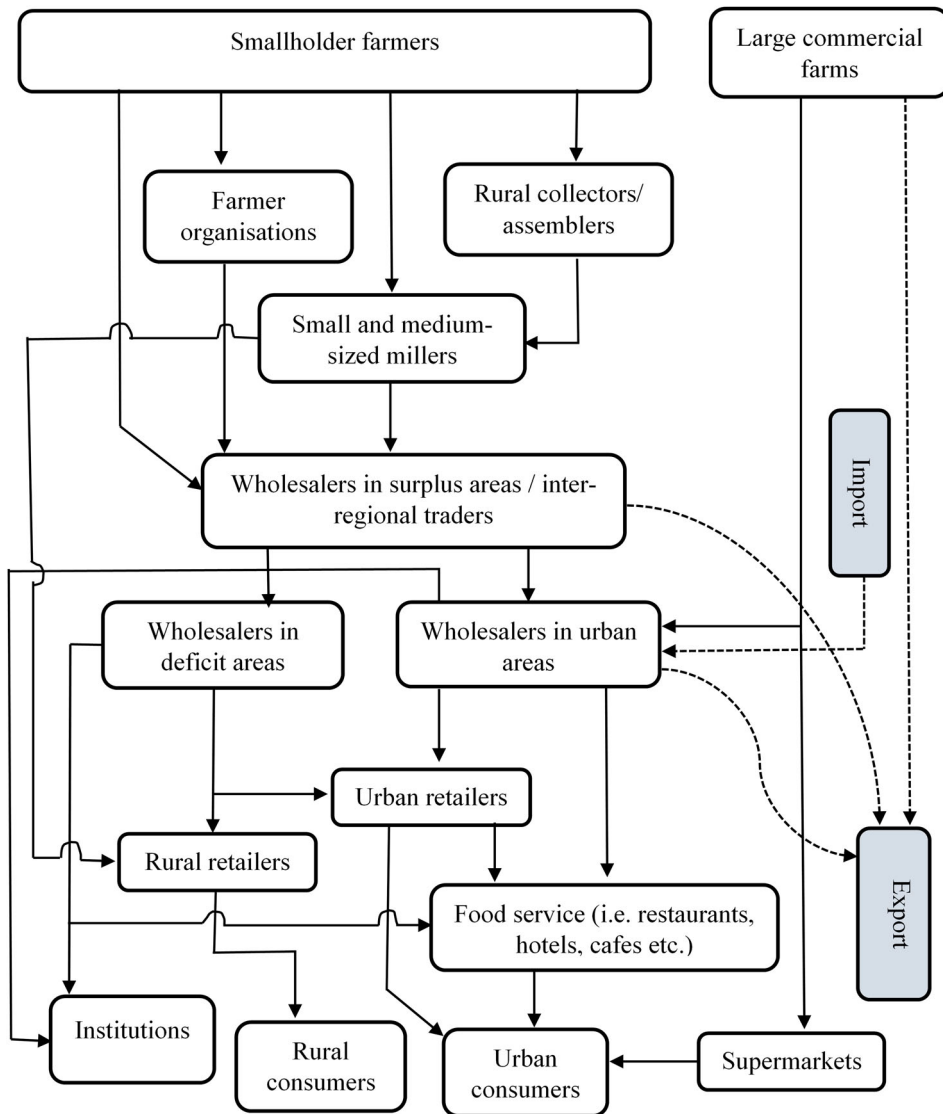 Smallholder farmers
Large commercial
farms
Farmer
organisations
Rural collectors/
assemblers
Small and medium-
sized millers
Import
Wholesalers in surplus areas / inter-
regional traders
Wholesalers in
deficit areas
Wholesalers in urban
areas
Urban retailers
Rural retailers
Export
Food service (i.e. restaurants,
hotels, cafes etc.)
Institutions
Rural
consumers
Urban
consumers
Supermarkets